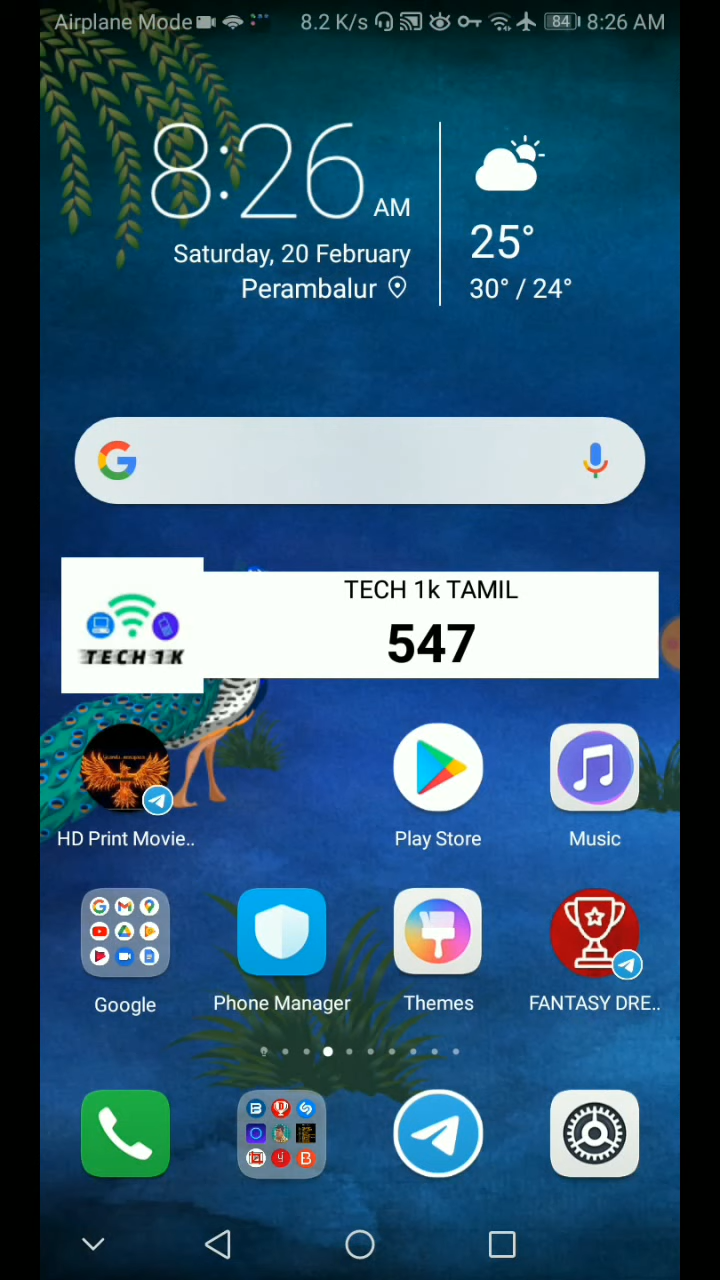 Airplane Mode 8.2 K/s 84 8:26 AM
8:26 AM
Saturday, 20 February
Perambalur
25°
30° / 24°
TECH 1k TAMIL
547
TECH 1K
HD Print Movie..
Play Store
Music
Google
Phone Manager
Themes
FANTASY DRE..